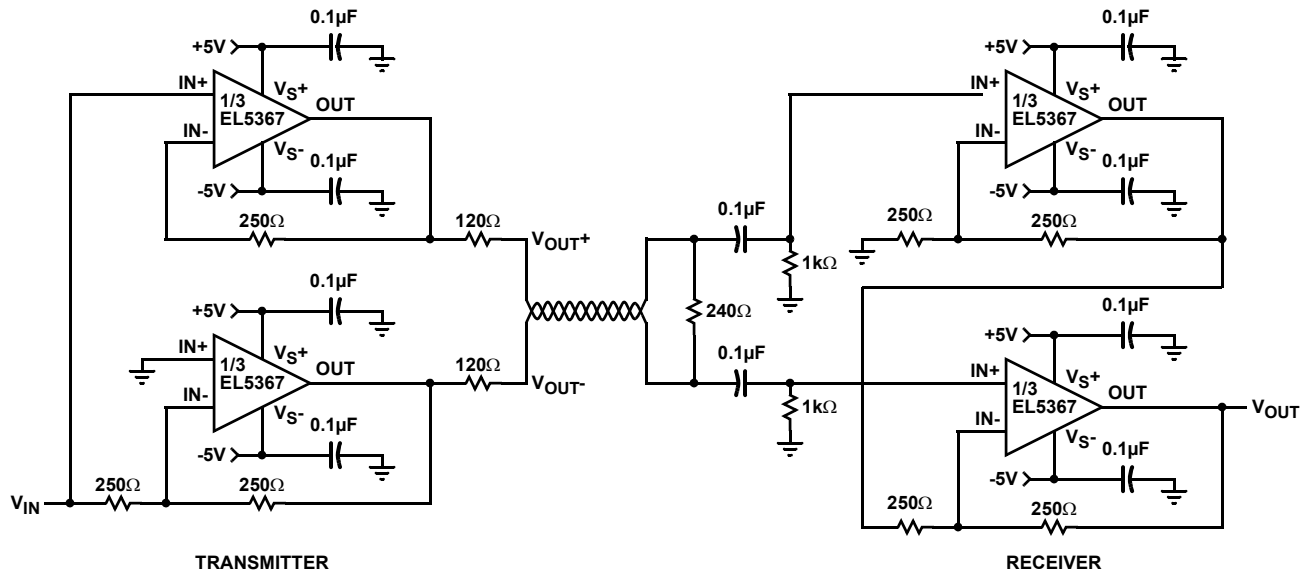 0.1µF
+5V
IN+
VS+
OUT
1/3
EL5367
IN-
VS-
0.1µF
-5V
250Ω
120Ω
VOUT+
0.1µF
+5V
IN+
VS+
OUT
1/3
EL5367
IN-
VS-
120Ω
VOUT-
0.1µF
-5V
250Ω
250Ω
VIN
TRANSMITTER
0.1µF
1kΩ
240Ω
0.1µF
1kΩ
0.1µF
+5V
IN+
VS+
OUT
1/3
EL5367
IN-
VS-
0.1µF
-5V
250Ω
250Ω
0.1µF
+5V
IN+
VS+
OUT
1/3
EL5367
IN-
VS-
VOUT
0.1µF
-5V
250Ω
250Ω
RECEIVER